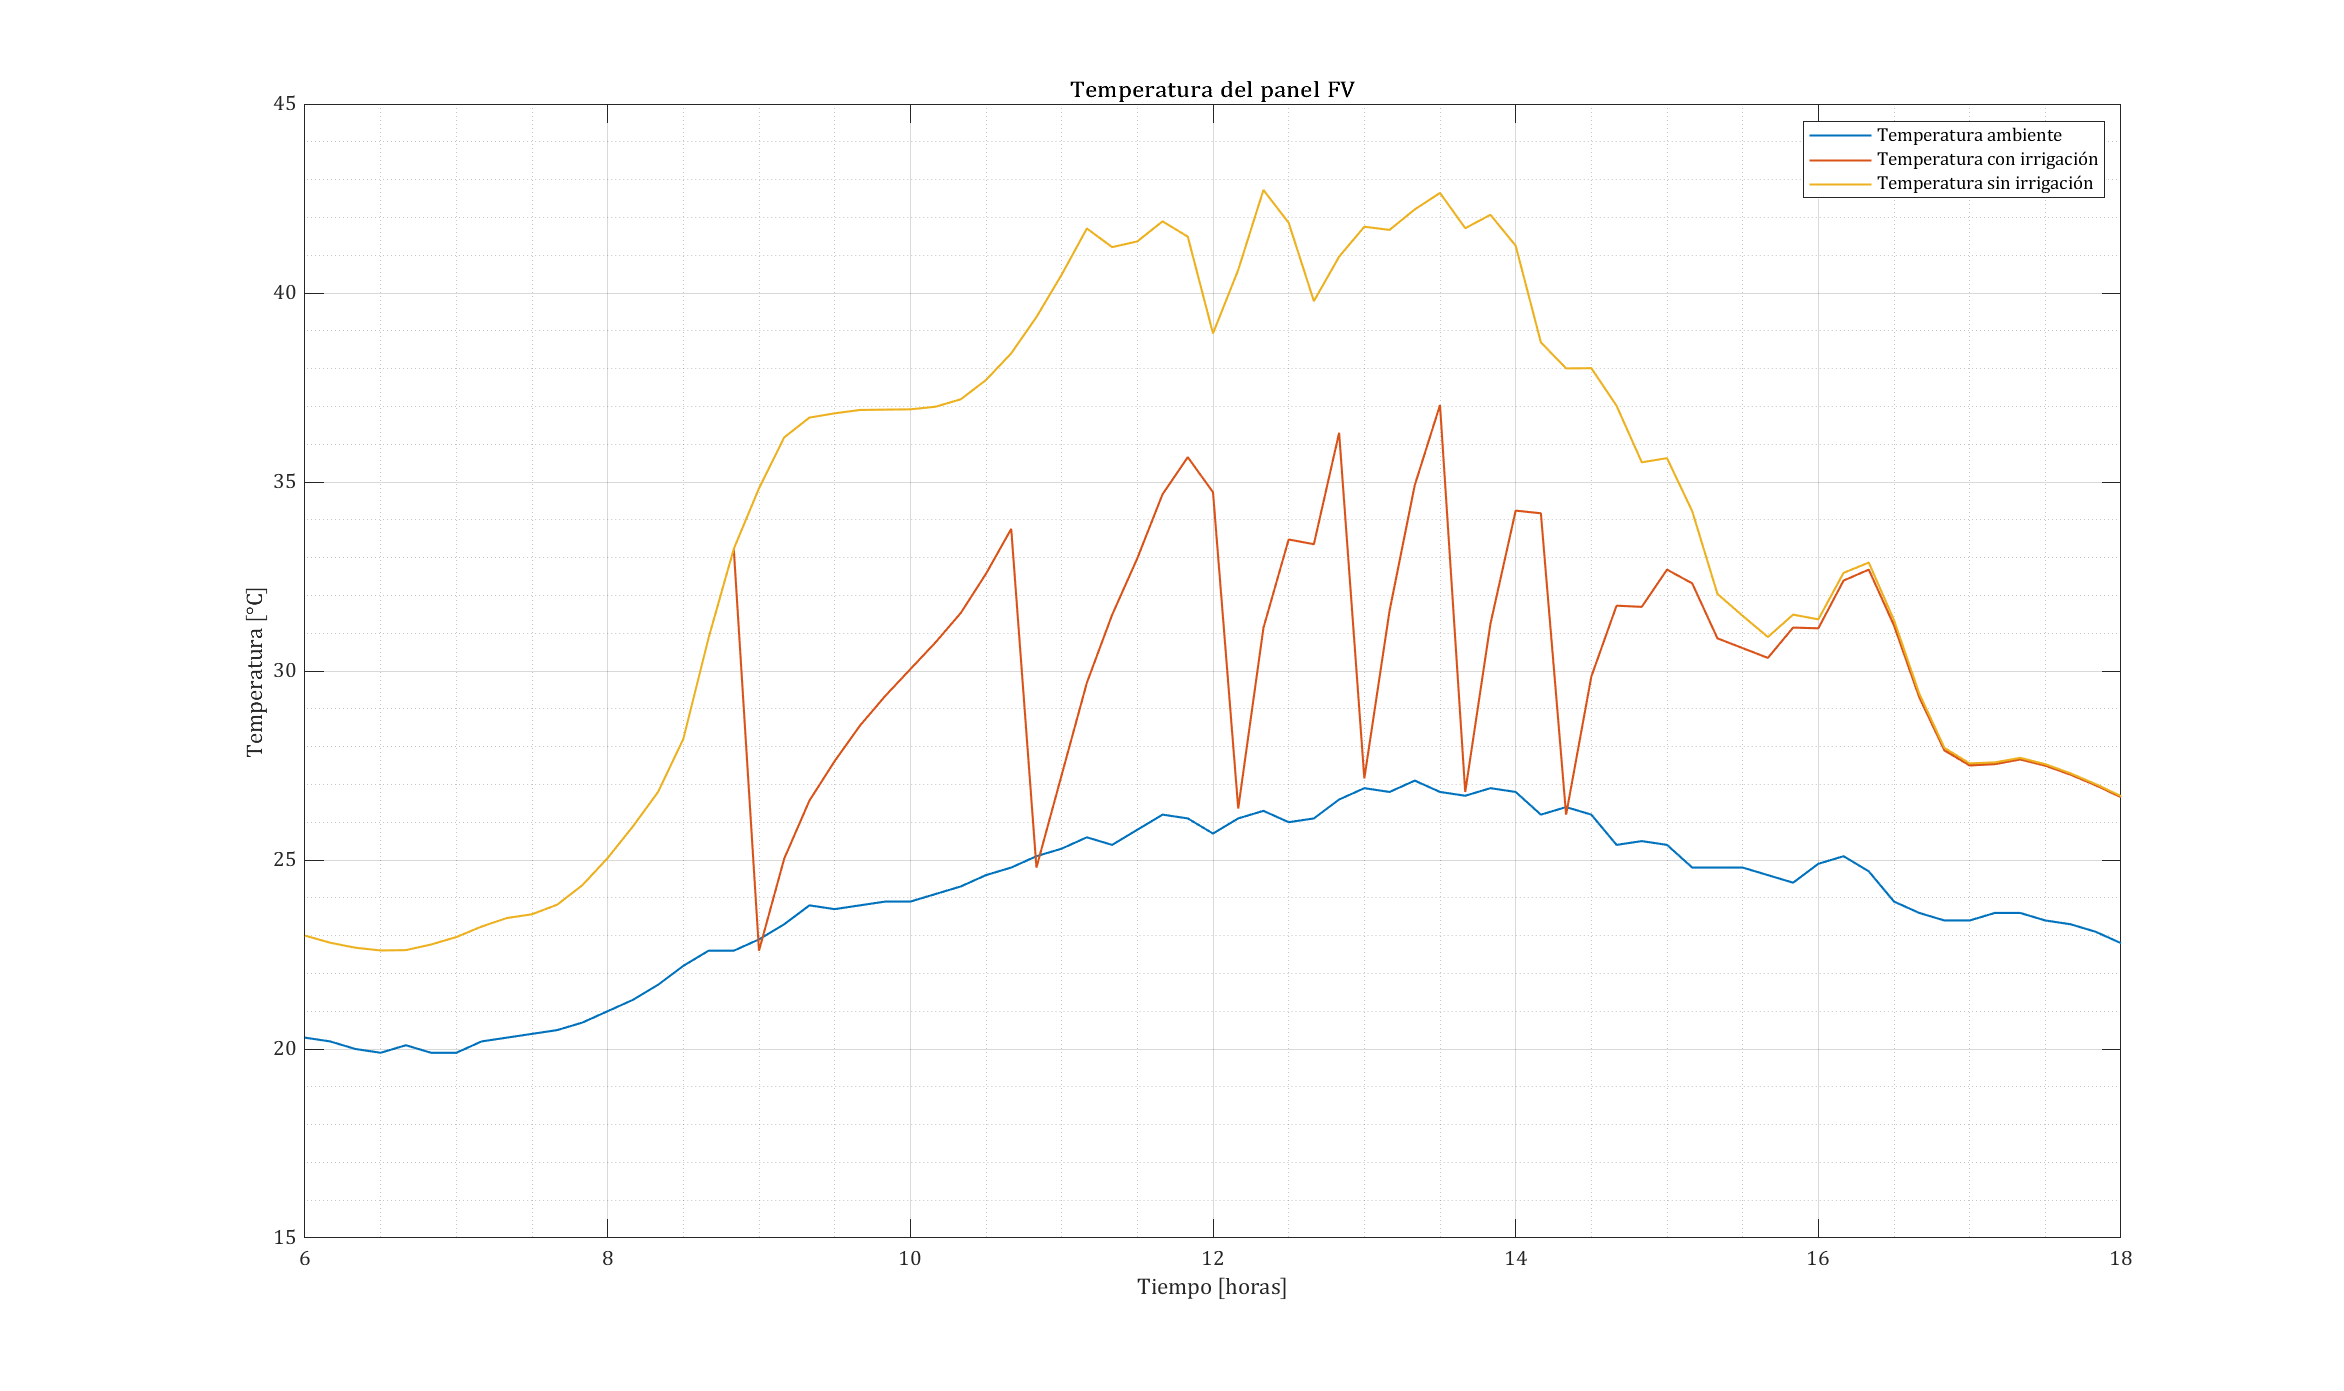 Temperatura del panel FV
45
Temperatura ambiente
Temperatura con irrigación
Temperatura sin irrigación
40
35
30
25
20
15
Temperatura [°C]
6 8 10 12 14 16 18
Tiempo [horas]